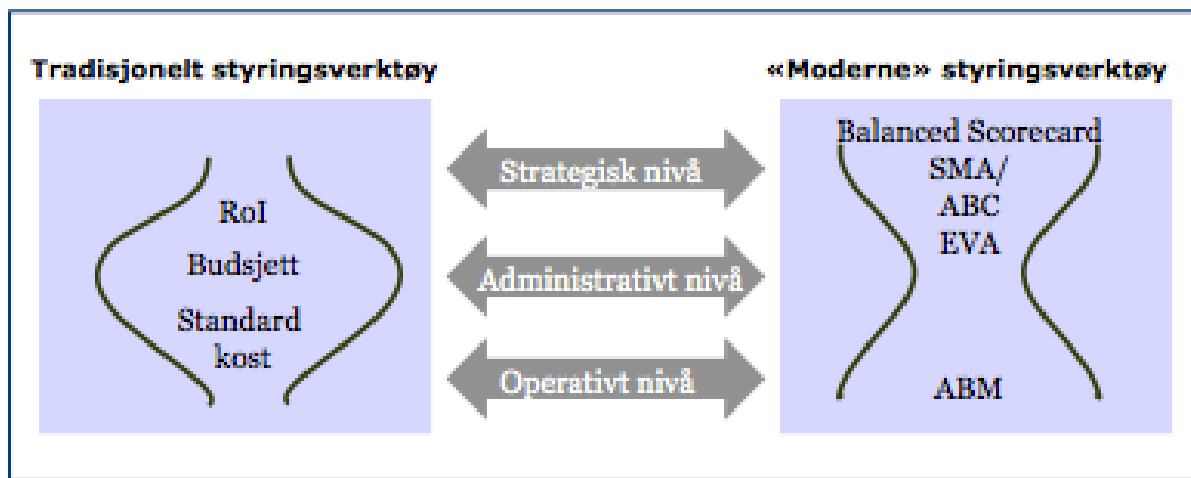 Tradisjonelt styringsverktøy
«Moderne» styringsverktøy
RoI
Budsjett
Standard
kost
Strategisk nivå
Administrativt nivå
Operativt nivå
Balanced Scorecard
SMA/
ABC
EVA
ABM